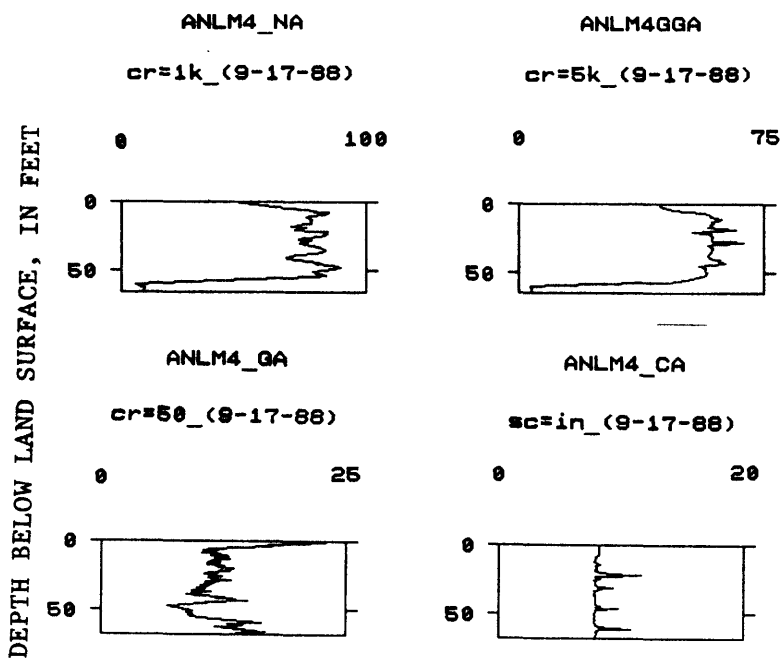 ANLM4_NA
cr=1k_(9-17-88)
0 100
0
50
ANLM4GGA
cr=5k_(9-17-88)
0 75
0
50
ANLM4_GA
cr=50_(9-17-88)
0 25
0
50
ANLM4_CA
sc=in_(9-17-88)
0 20
0
50
DEPTH BELOW LAND SURFACE, IN FEET